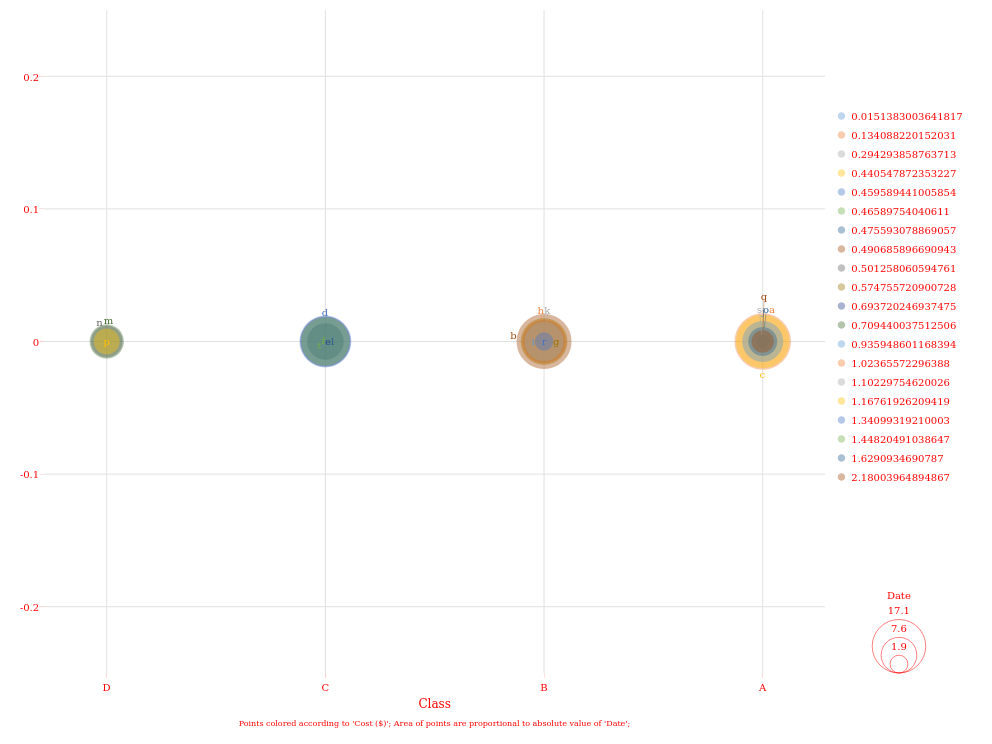 0.2
0.1
0
-0.1
-0.2
n m
p
d
e l
h k
b
r g
q
s o a
c
D C B A
Class
Points colored according to 'Cost ($)'; Area of points are proportional to absolute value of 'Date';
0.0151383003641817
0.134088220152031
0.294293858763713
0.440547872353227
0.459589441005854
0.46589754040611
0.475593078869057
0.490685896690943
0.501258060594761
0.574755720900728
0.693720246937475
0.709440037512506
0.935948601168394
1.02365572296388
1.10229754620026
1.16761926209419
1.34099319210003
1.44820491038647
1.6290934690787
2.18003964894867
Date
17.1
7.6
1.9